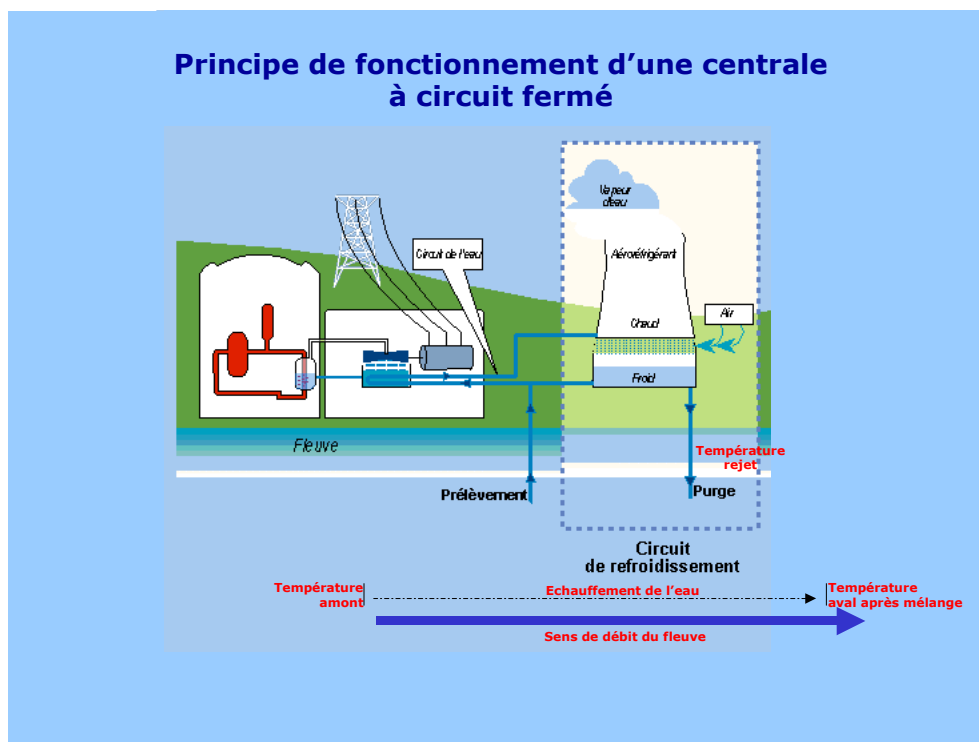 Principe de fonctionnement d’une centrale
à circuit fermé
Vapeur
d'eau
Circuit de l'eau
Aéroréfrigérant
Air
Chaud
Froid
Fleuve
Température
rejet
Prélèvement
Purge
Circuit
de refroidissement
Température
amont
Echauffement de l’eau
Température
aval après mélange
Sens de débit du fleuve